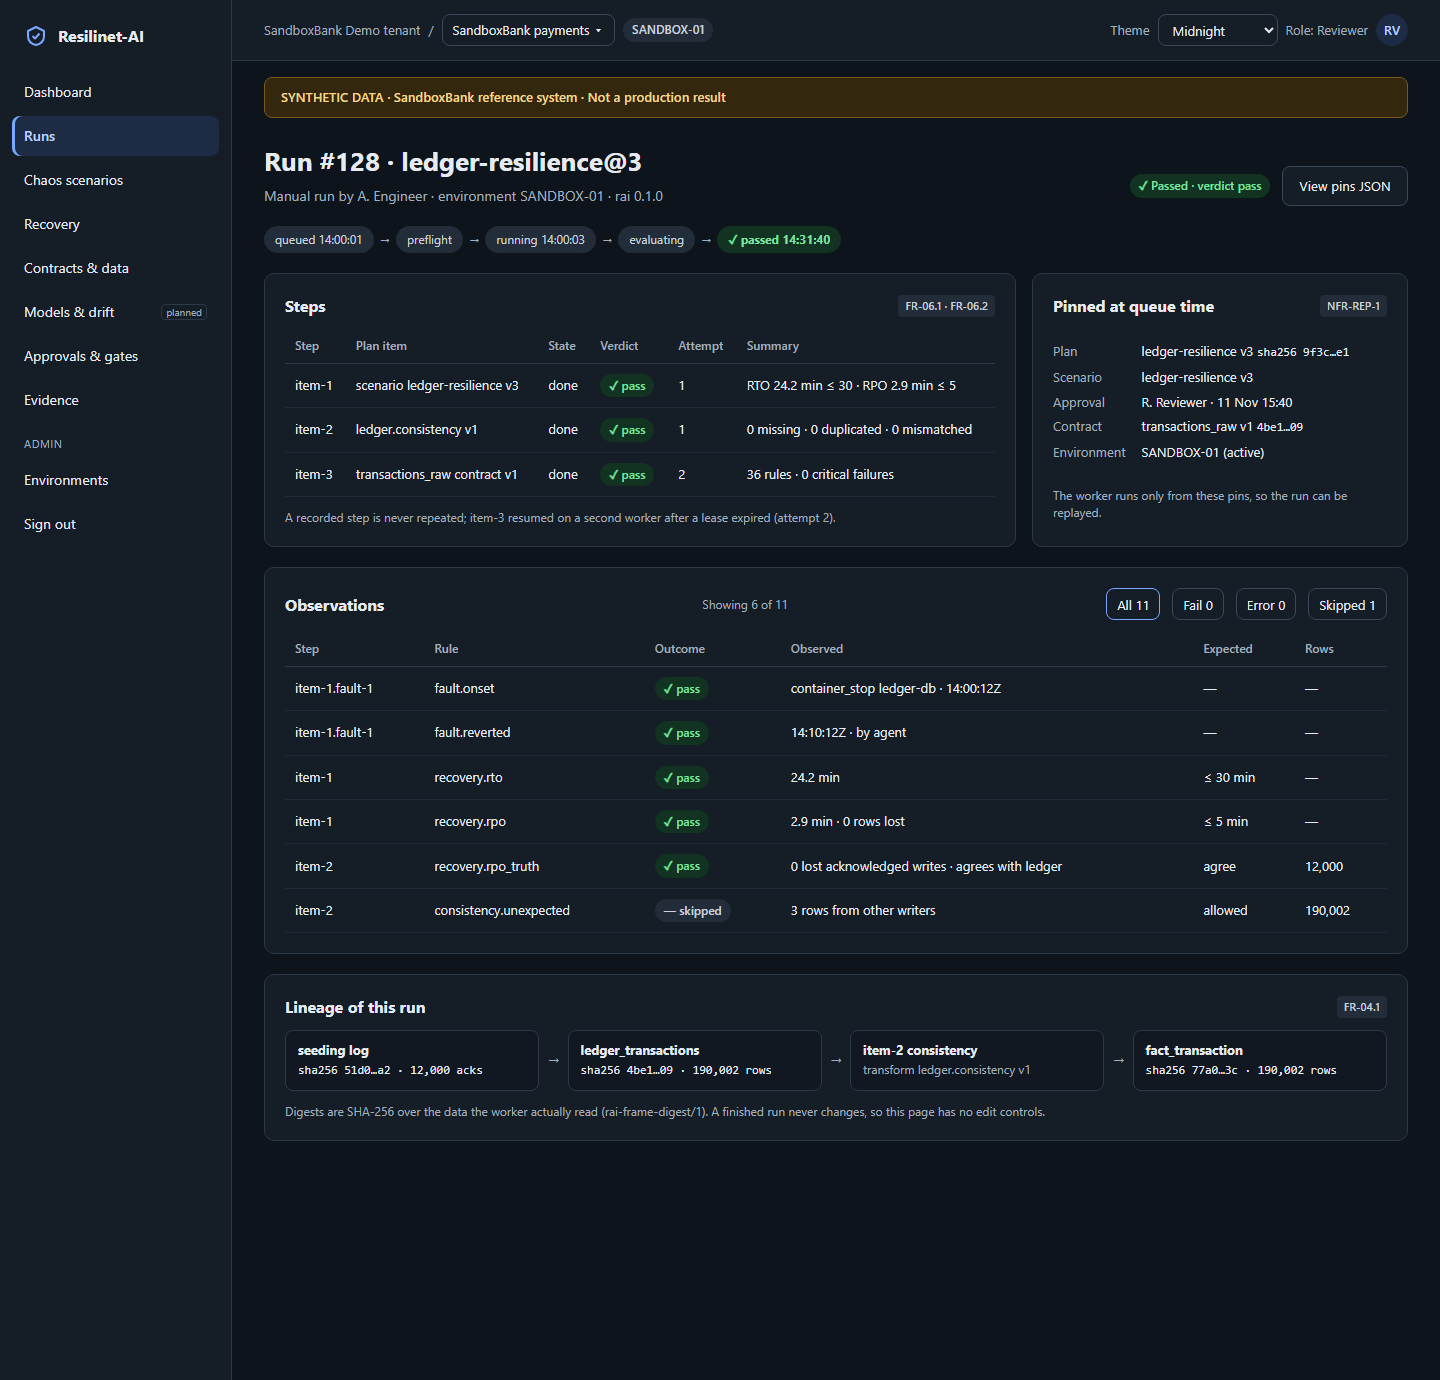 Resilinet-AI
Dashboard
Runs
Chaos scenarios
Recovery
Contracts & data
Models & drift planned
Approvals & gates
Evidence
ADMIN
Environments
Sign out
SandboxBank Demo tenant / SandboxBank payments SANDBOX-01
Theme Midnight Role: Reviewer RV
SYNTHETIC DATA · SandboxBank reference system · Not a production result
Run #128 · ledger-resilience@3
Manual run by A. Engineer · environment SANDBOX-01 · rai 0.1.0
✓ Passed · verdict pass View pins JSON
queued 14:00:01 → preflight → running 14:00:03 → evaluating → ✓ passed 14:31:40
Steps FR-06.1 · FR-06.2
Step Plan item State Verdict Attempt Summary
item-1 scenario ledger-resilience v3 done ✓ pass 1 RTO 24.2 min ≤ 30 · RPO 2.9 min ≤ 5
item-2 ledger.consistency v1 done ✓ pass 1 0 missing · 0 duplicated · 0 mismatched
item-3 transactions_raw contract v1 done ✓ pass 2 36 rules · 0 critical failures
A recorded step is never repeated; item-3 resumed on a second worker after a lease expired (attempt 2).
Pinned at queue time NFR-REP-1
Plan ledger-resilience v3 sha256 9f3c…e1
Scenario ledger-resilience v3
Approval R. Reviewer · 11 Nov 15:40
Contract transactions_raw v1 4be1…09
Environment SANDBOX-01 (active)
The worker runs only from these pins, so the run can be
replayed.
Observations Showing 6 of 11 All 11 Fail 0 Error 0 Skipped 1
Step Rule Outcome Observed Expected Rows
item-1.fault-1 fault.onset ✓ pass container_stop ledger-db · 14:00:12Z — —
item-1.fault-1 fault.reverted ✓ pass 14:10:12Z · by agent — —
item-1 recovery.rto ✓ pass 24.2 min ≤ 30 min —
item-1 recovery.rpo ✓ pass 2.9 min · 0 rows lost ≤ 5 min —
item-2 recovery.rpo_truth ✓ pass 0 lost acknowledged writes · agrees with ledger agree 12,000
item-2 consistency.unexpected — skipped 3 rows from other writers allowed 190,002
Lineage of this run FR-04.1
seeding log
sha256 51d0…a2 · 12,000 acks
→
ledger_transactions
sha256 4be1…09 · 190,002 rows
→
item-2 consistency
transform ledger.consistency v1
→
fact_transaction
sha256 77a0…3c · 190,002 rows
Digests are SHA-256 over the data the worker actually read (rai-frame-digest/1). A finished run never changes, so this page has no edit controls.